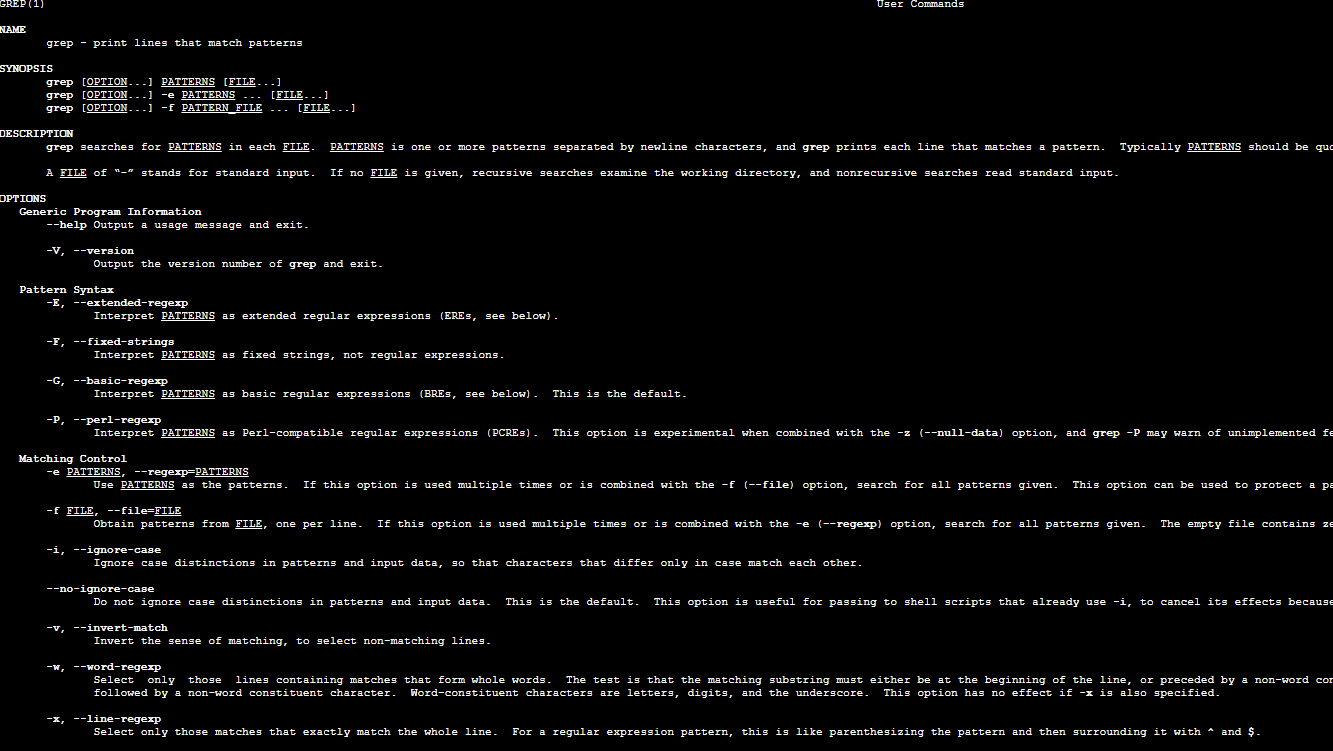 GREP(1) User Commands
NAME
grep - print lines that match patterns
SYNOPSIS
grep [OPTION...] PATTERNS [FILE...]
grep [OPTION...] -e PATTERNS ... [FILE...]
grep [OPTION...] -f PATTERN_FILE ... [FILE...]
DESCRIPTION
grep searches for PATTERNS in each FILE.  PATTERNS is one or more patterns separated by newline characters, and grep prints each line that matches a pattern.  Typically PATTERNS should be quo
A FILE of “-” stands for standard input.  If no FILE is given, recursive searches examine the working directory, and nonrecursive searches read standard input.
OPTIONS
Generic Program Information
--help Output a usage message and exit.
-V, --version
Output the version number of grep and exit.
Pattern Syntax
-E, --extended-regexp
Interpret PATTERNS as extended regular expressions (EREs, see below).
-F, --fixed-strings
Interpret PATTERNS as fixed strings, not regular expressions.
-G, --basic-regexp
Interpret PATTERNS as basic regular expressions (BREs, see below).  This is the default.
-P, --perl-regexp
Interpret PATTERNS as Perl-compatible regular expressions (PCREs).  This option is experimental when combined with the -z (--null-data) option, and grep -P may warn of unimplemented fe
Matching Control
-e PATTERNS, --regexp=PATTERNS
Use PATTERNS as the patterns.  If this option is used multiple times or is combined with the -f (--file) option, search for all patterns given.  This option can be used to protect a pa
-f FILE, --file=FILE
Obtain patterns from FILE, one per line.  If this option is used multiple times or is combined with the -e (--regexp) option, search for all patterns given.  The empty file contains ze
-i, --ignore-case
Ignore case distinctions in patterns and input data, so that characters that differ only in case match each other.
--no-ignore-case
Do not ignore case distinctions in patterns and input data.  This is the default.  This option is useful for passing to shell scripts that already use -i, to cancel its effects because
-v, --invert-match
Invert the sense of matching, to select non-matching lines.
-w, --word-regexp
Select  only  those  lines containing matches that form whole words.  The test is that the matching substring must either be at the beginning of the line, or preceded by a non-word con
followed by a non-word constituent character.  Word-constituent characters are letters, digits, and the underscore.  This option has no effect if -x is also specified.
-x, --line-regexp
Select only those matches that exactly match the whole line.  For a regular expression pattern, this is like parenthesizing the pattern and then surrounding it with ^ and $.